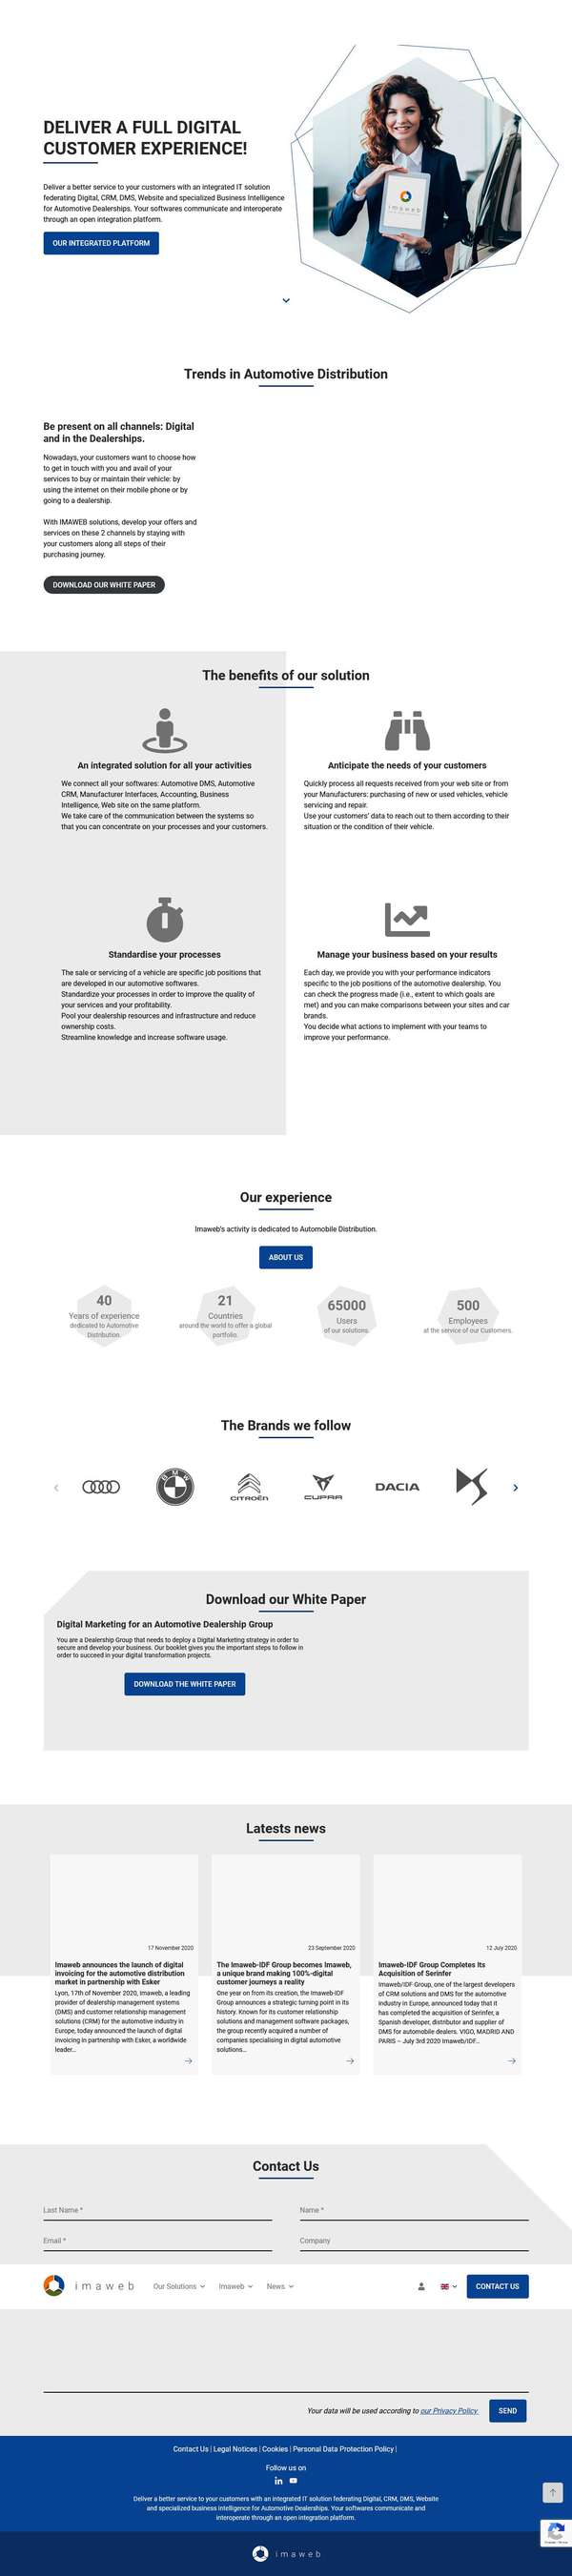 DELIVER A FULL DIGITAL
CUSTOMER EXPERIENCE!
Deliver a better service to your customers with an integrated IT solution
federating Digital, CRM, DMS, Website and specialized Business Intelligence
for Automotive Dealerships. Your softwares communicate and interoperate
through an open integration platform.
OUR INTEGRATED PLATFORM
imaweb
Trends in Automotive Distribution
Be present on all channels: Digital
and in the Dealerships.
Nowadays, your customers want to choose how
to get in touch with you and avail of your
services to buy or maintain their vehicle: by
using the internet on their mobile phone or by
going to a dealership.
With IMAWEB solutions, develop your offers and
services on these 2 channels by staying with
your customers along all steps of their
purchasing journey.
DOWNLOAD OUR WHITE PAPER
The benefits of our solution
An integrated solution for all your activities
We connect all your softwares: Automotive DMS, Automotive
CRM, Manufacturer Interfaces, Accounting, Business
Intelligence, Web site on the same platform.
We take care of the communication between the systems so
that you can concentrate on your processes and your customers.
Anticipate the needs of your customers
Quickly process all requests received from your web site or from
your Manufacturers: purchasing of new or used vehicles, vehicle
servicing and repair.
Use your customers' data to reach out to them according to their
situation or the condition of their vehicle.
Standardise your processes
The sale or servicing of a vehicle are specific job positions that
are developed in our automotive softwares.
Standardize your processes in order to improve the quality of
your services and your profitability.
Pool your dealership resources and infrastructure and reduce
ownership costs.
Streamline knowledge and increase software usage.
Manage your business based on your results
Each day, we provide you with your performance indicators
specific to the job positions of the automotive dealership. You
can check the progress made (i.e., extent to which goals are
met) and you can make comparisons between your sites and car
brands.
You decide what actions to implement with your teams to
improve your performance.
Our experience
Imaweb's activity is dedicated to Automobile Distribution.
ABOUT US
40
Years of experience
dedicated to Automotive
Distribution.
21
Countries
around the world to offer a global
portfolio.
65000
Users
of our solutions.
500
Employees
at the service of our Customers.
The Brands we follow
BMW
CITROËN
CUPRA
DACIA
Download our White Paper
Digital Marketing for an Automotive Dealership Group
You are a Dealership Group that needs to deploy a Digital Marketing strategy in order to
secure and develop your business. Our booklet gives you the important steps to follow in
order to succeed in your digital transformation projects.
DOWNLOAD THE WHITE PAPER
Latests news
17 November 2020
Imaweb announces the launch of digital
invoicing for the automotive distribution
market in partnership with Esker
Lyon, 17th of November 2020, Imaweb, a leading
provider of dealership management systems
(DMS) and customer relationship management
solutions (CRM) for the automotive industry in
Europe, today announced the launch of digital
invoicing in partnership with Esker, a worldwide
leader...
23 September 2020
The Imaweb-IDF Group becomes Imaweb,
a unique brand making 100%-digital
customer journeys a reality
One year on from its creation, the Imaweb-IDF
Group announces a strategic turning point in its
history. Known for its customer relationship
solutions and management software packages,
the group recently acquired a number of
companies specialising in digital automotive
solutions...
12 July 2020
Imaweb-IDF Group Completes Its
Acquisition of Serinfer
Imaweb/IDF Group, one of the largest developers
of CRM solutions and DMS for the automotive
industry in Europe, announced today that it
has completed the acquisition of Serinfer, a
Spanish developer, distributor and supplier of
DMS for automobile dealers. VIGO, MADRID AND
PARIS – July 3rd 2020 Imaweb/IDF...
Contact Us
Last Name *
Name *
Email *
Company
imaweb
Our Solutions
Imaweb
News
CONTACT US
Your data will be used according to our Privacy Policy
SEND
Contact Us | Legal Notices | Cookies | Personal Data Protection Policy |
Follow us on
Deliver a better service to your customers with an integrated IT solution federating Digital, CRM, DMS, Website
and specialized business intelligence for Automotive Dealerships. Your softwares communicate and
interoperate through an open integration platform.
imaweb